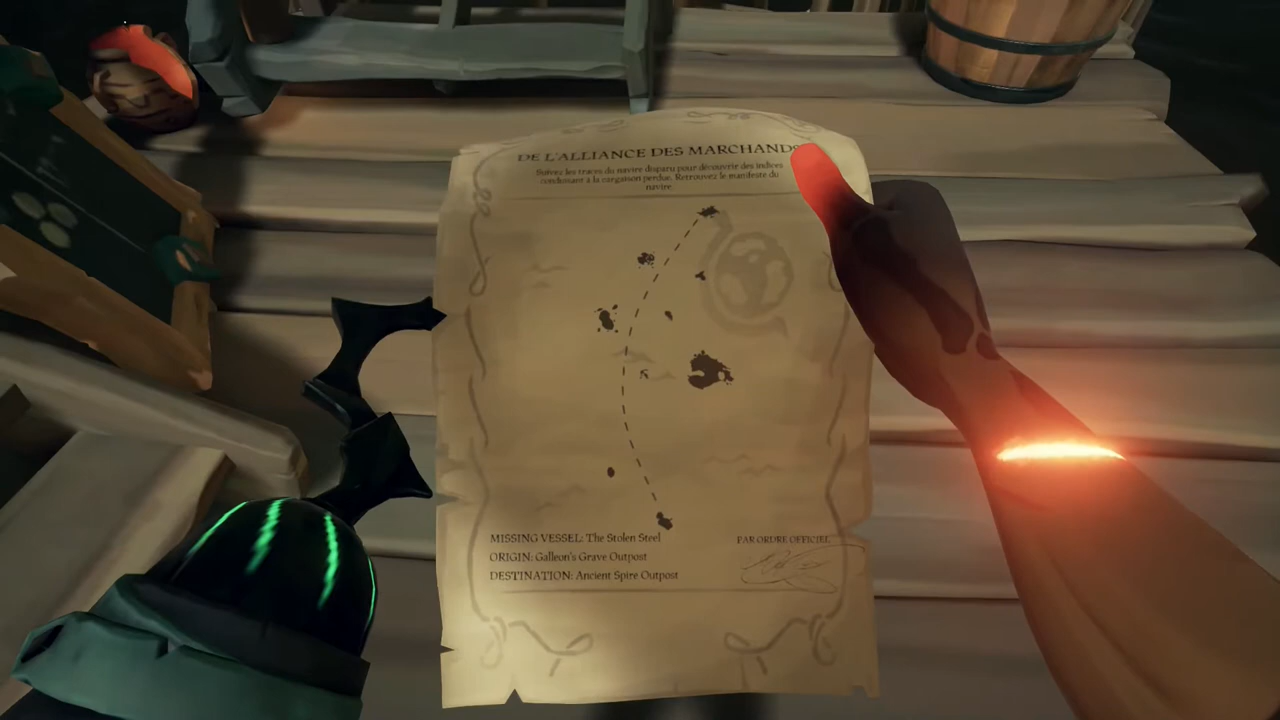 DE L'ALLIANCE DES MARCHANDS
Suivez les traces du navire disparu pour découvrir des indices
conduisant à la cargaison perdue. Retrouvez le manifeste du
navire.
MISSING VESSEL: The Stolen Steel
PAR ORDRE OFFICIEL
ORIGIN: Galleon's Grave Outpost
DESTINATION: Ancient Spire Outpost